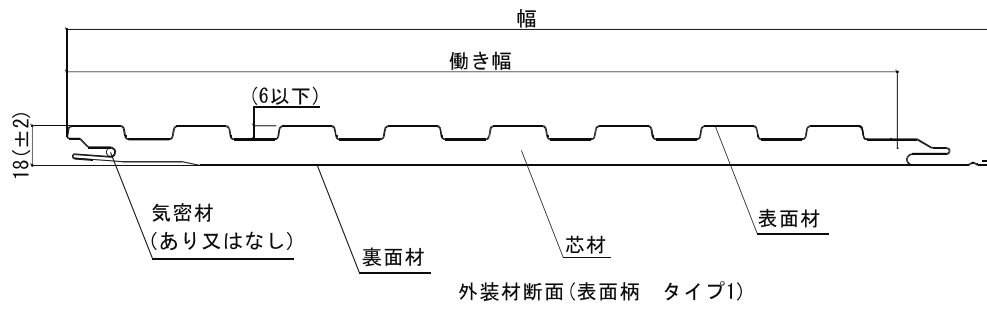 幅
働き幅
(6以下)
18(±2)
気密材
(あり又はなし)
裏面材
芯材
表面材
外装材断面(表面柄　タイプ1)